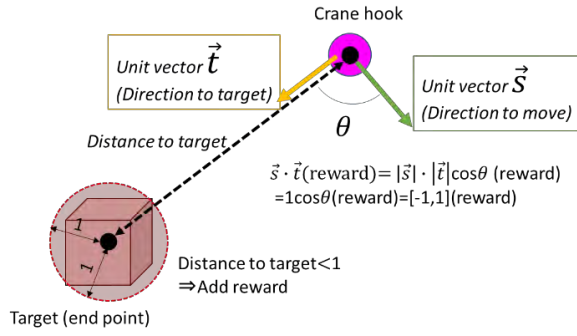 Crane hook
Unit vector t⃗
(Direction to target)
Unit vector s⃗
(Direction to move)
θ
Distance to target
s⃗ · t⃗(reward)= |s⃗| · |t⃗|cosθ (reward)
=1cosθ(reward)=[-1,1](reward)
1
1
Distance to target<1
⇒Add reward
Target (end point)